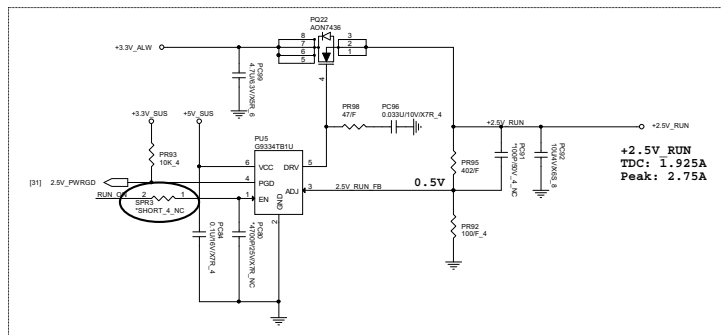 PQ22
AON7436
8
7
6
5
3
2
1
4
+3.3V_ALW
PC99
4.7U/6.3V/X5R_6
PR98
47/F
PC96
0.033U/10V/X7R_4
+2.5V_RUN
+2.5V_RUN
+3.3V_SUS
+5V_SUS
PU5
G9334TB1U
PR93
10K_4
6
VCC
DRV
5
4
PGD
ADJ
3
1
EN
GND
2
[31] 2.5V_PWRGD
RUN_ON
2
1
SPR3
*SHORT_4_NC
2.5V_RUN_FB
0.5V
PR95
402/F
PC91
*100P/50V_4_NC
PC92
10U/4V/X6S_8
+2.5V_RUN
TDC: 1.925A
Peak: 2.75A
PR92
100/F_4
PC84
0.1U/16V/X7R_4
PC80
*4700P/25V/X7R_NC